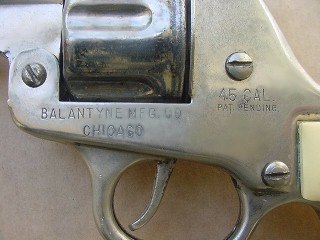 BALANTYNE MFG. CO
CHICAGO
.45 CAL.
PAT. PENDING